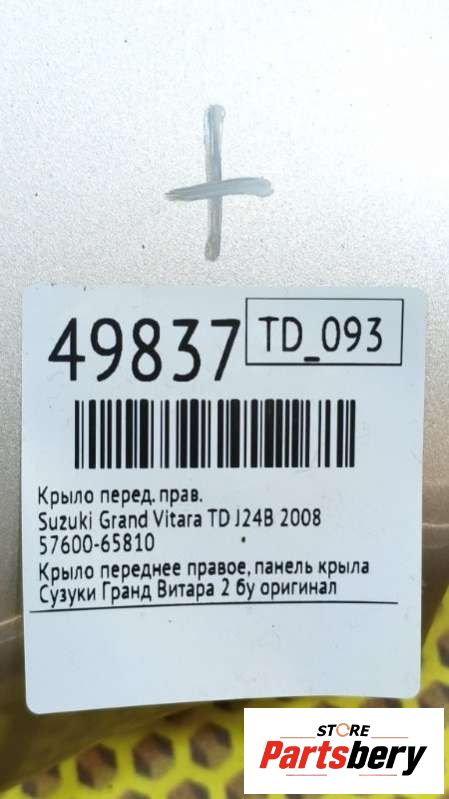 49837
TD_093
Крыло перед. прав.
Suzuki Grand Vitara TD J24B 2008
57600-65810
Крыло переднее правое, панель крыла
Сузуки Гранд Витара 2 бу оригинал
STORE
Partsbery